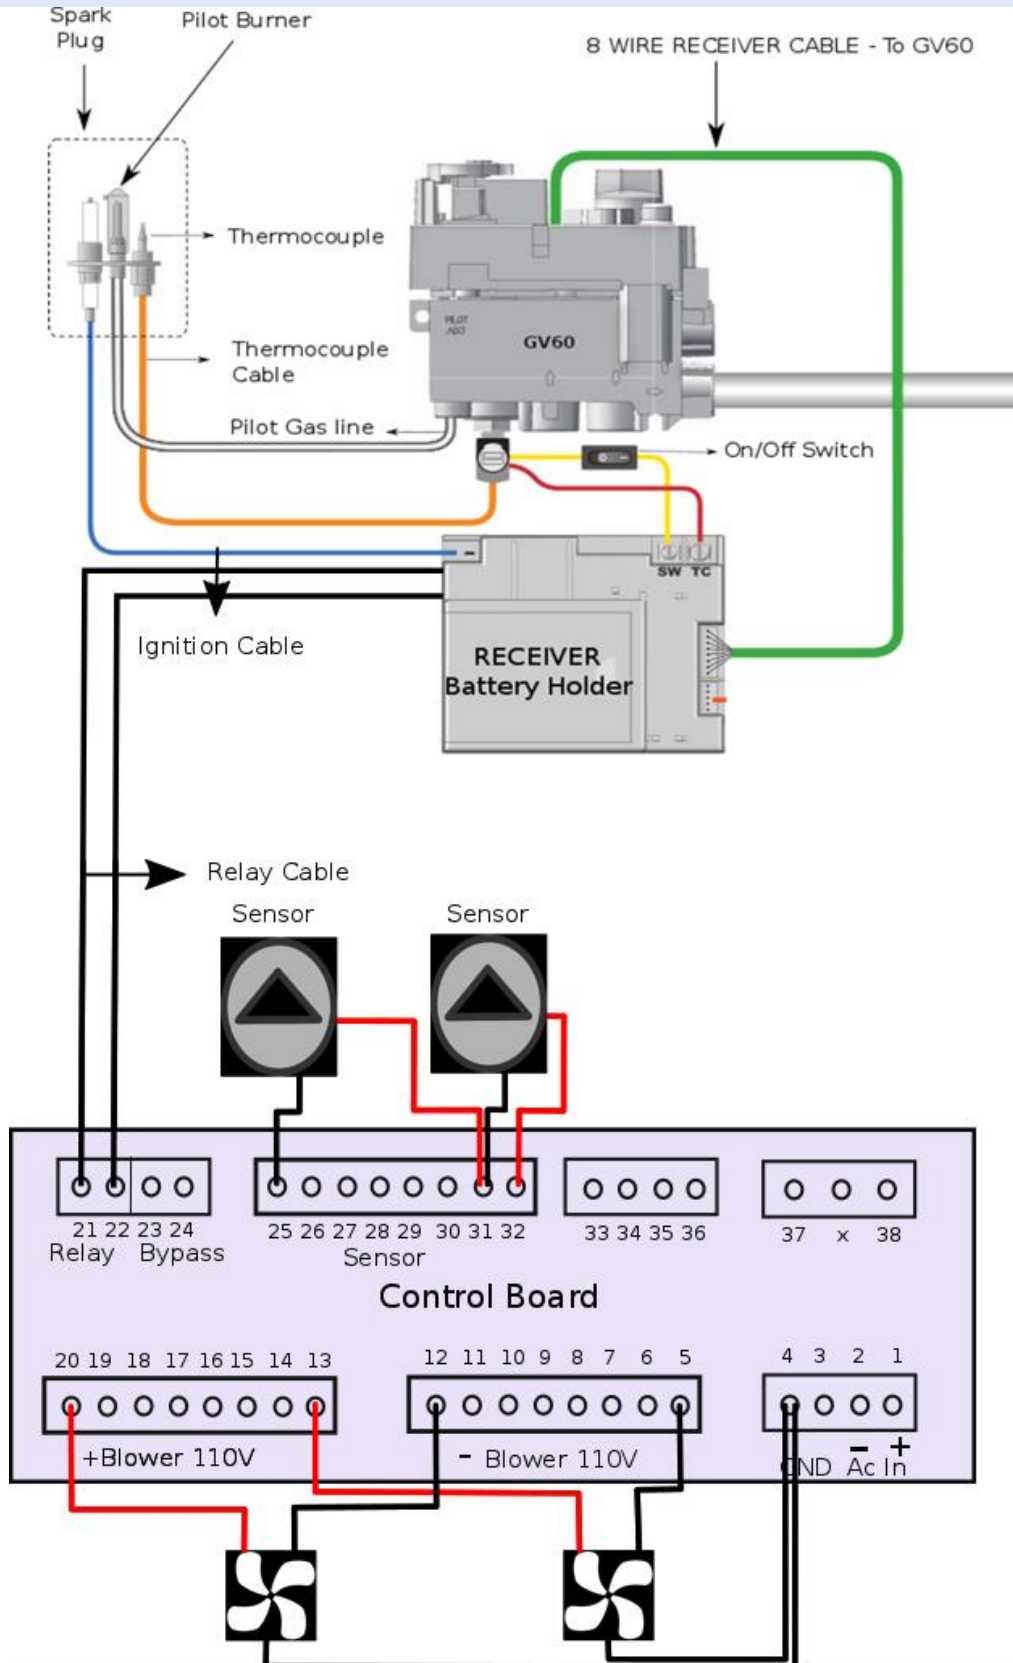 Spark
Plug
Pilot Burner
8 WIRE RECEIVER CABLE - To GV60
Thermocouple
PILOT
ADJ
GV60
Thermocouple
Cable
Pilot Gas line
On/Off Switch
-
SW TC
Ignition Cable
RECEIVER
Battery Holder
Relay Cable
Sensor Sensor
21 22 23 24 25 26 27 28 29 30 31 32 33 34 35 36 37 x 38
Relay Bypass Sensor
Control Board
20 19 18 17 16 15 14 13 12 11 10 9 8 7 6 5 4 3 2 1
+Blower 110V - Blower 110V - +
GND Ac In